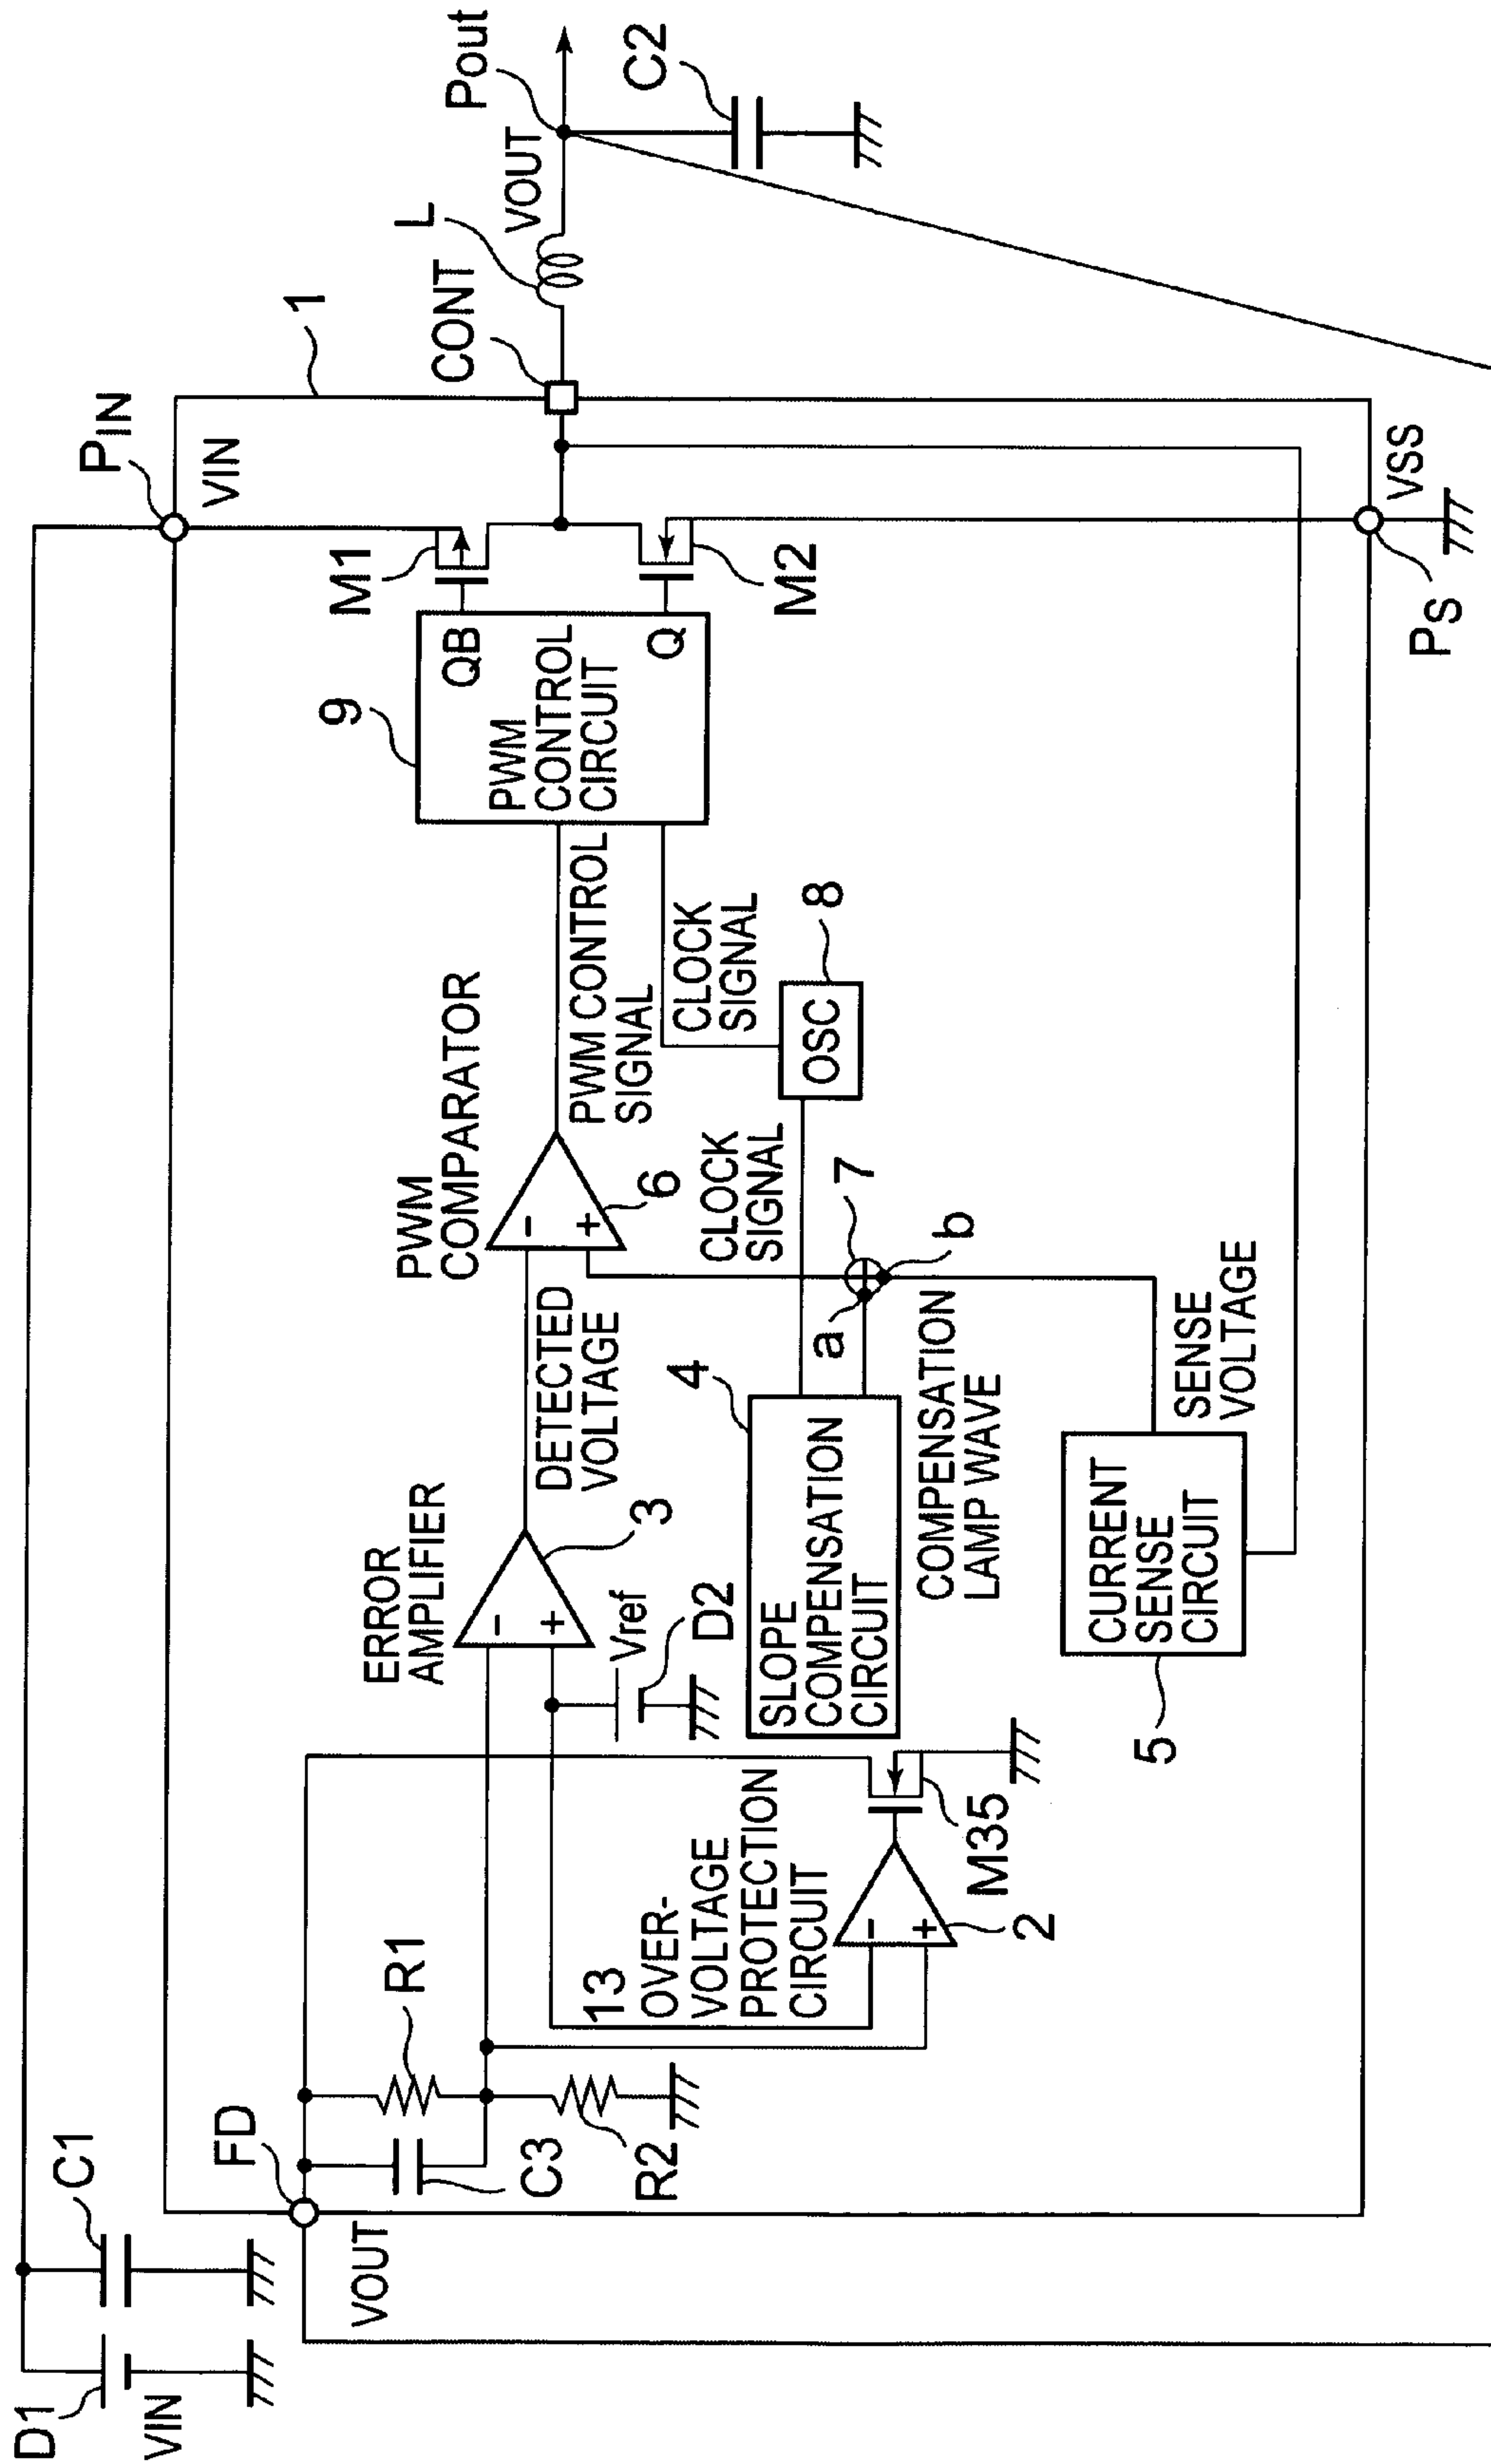 D1
VIN
C1
FD
VOUT
C3
R1
R2
13
OVER-
VOLTAGE
PROTECTION
CIRCUIT
2
M35
ERROR
AMPLIFIER
-
+
3
Vref
D2
-
+
DETECTED
VOLTAGE
4
SLOPE
COMPENSATION
CIRCUIT
COMPENSATION
LAMP WAVE
5
CURRENT
SENSE
CIRCUIT
SENSE
VOLTAGE
a
b
7
PWM
COMPARATOR
-
+
6
CLOCK
SIGNAL
OSC
8
PWM CONTROL
SIGNAL
CLOCK
SIGNAL
9
PWM
CONTROL
CIRCUIT
QB
Q
M1
M2
PIN
VIN
1
CONT
L
VOUT
Pout
C2
VSS
PS